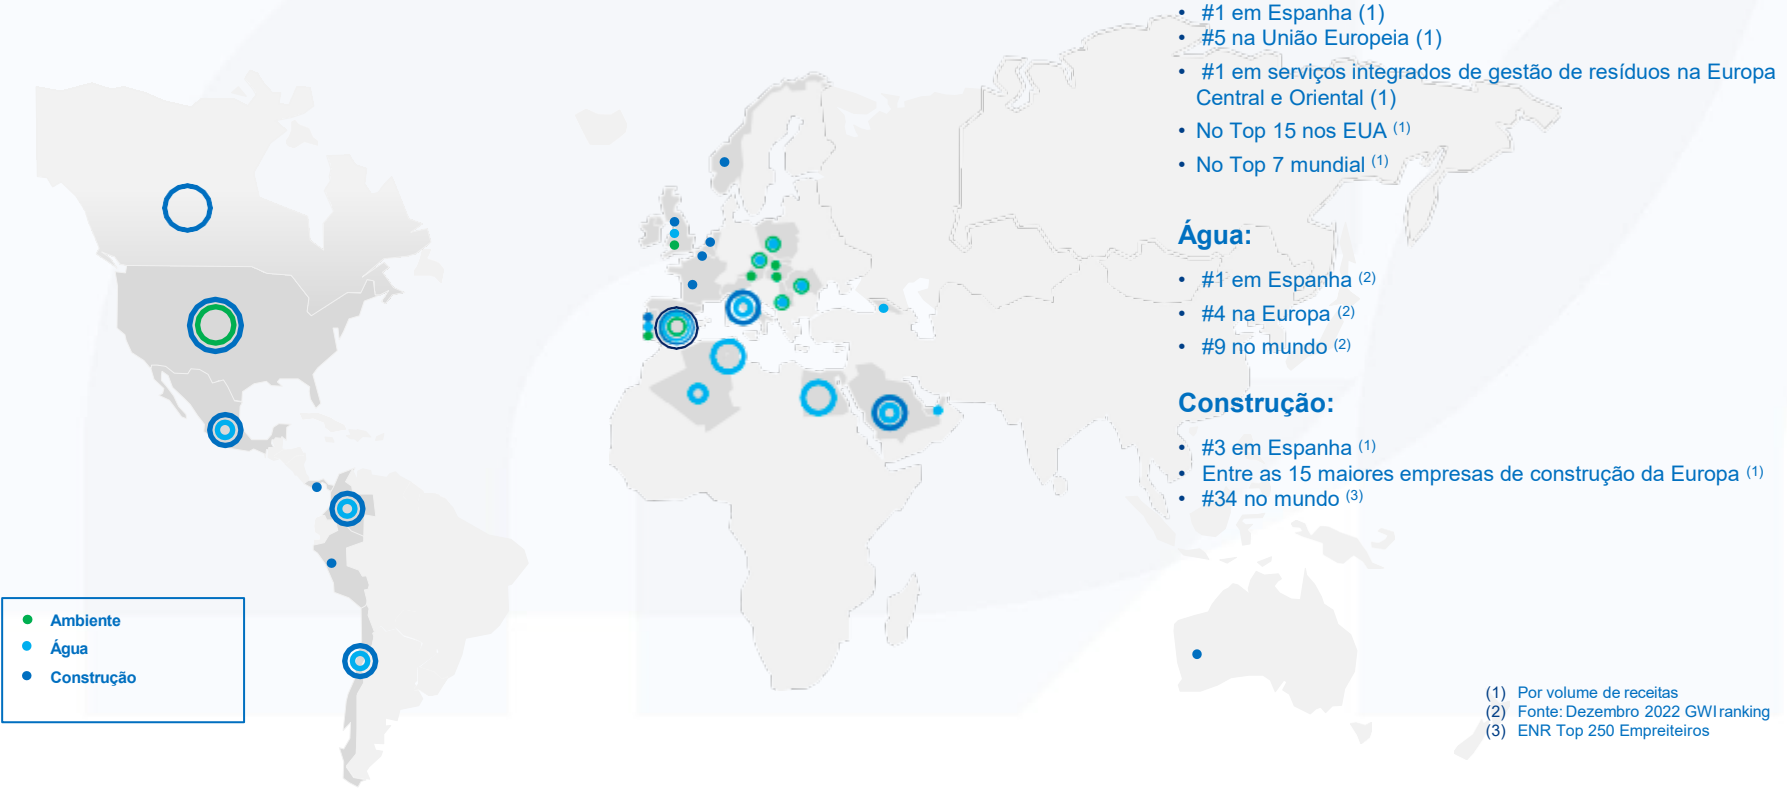 • #1 em Espanha (1)
• #5 na União Europeia (1)
• #1 em serviços integrados de gestão de resíduos na Europa
Central e Oriental (1)
• No Top 15 nos EUA (1)
• No Top 7 mundial (1)
Água:
• #1 em Espanha (2)
• #4 na Europa (2)
• #9 no mundo (2)
Construção:
• #3 em Espanha (1)
• Entre as 15 maiores empresas de construção da Europa (1)
• #34 no mundo (3)
• Ambiente
• Água
• Construção
(1) Por volume de receitas
(2) Fonte: Dezembro 2022 GWI ranking
(3) ENR Top 250 Empreiteiros